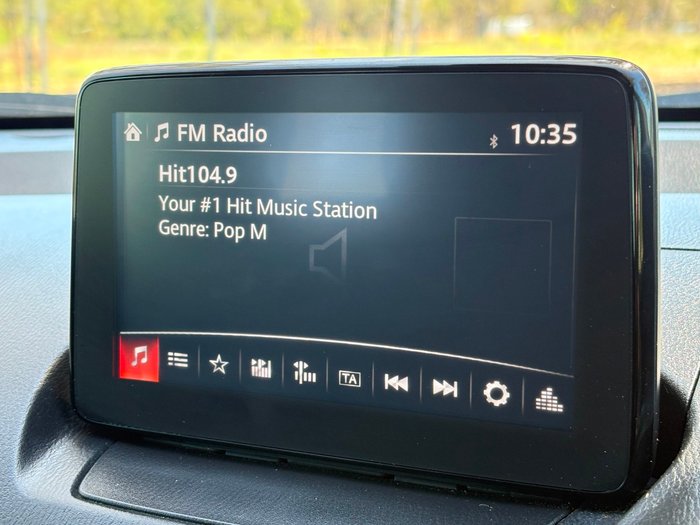 FM Radio
10:35
Hit104.9
Your #1 Hit Music Station
Genre: Pop M
TA